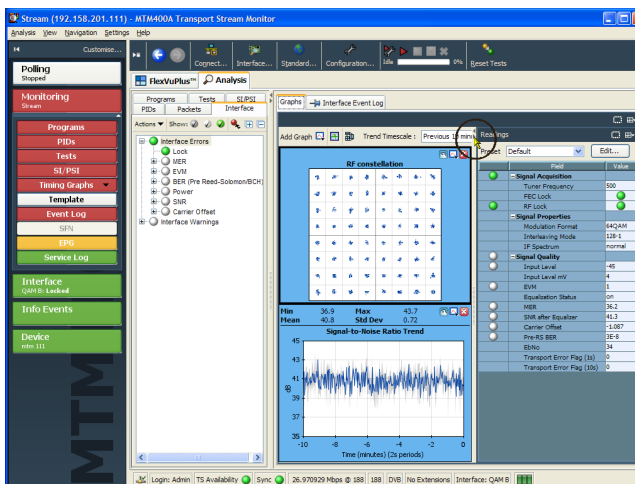 Stream (192.158.201.111) - MTM400A Transport Stream Monitor
Analysis View Navigation Settings Help
Customise...
Connect... Interface... Standard... Configuration... Idle 0% Reset Tests
Polling
Stopped
FlexVuPlus™ Analysis
Monitoring
Stream
Programs Tests SI/PSI
PIDs Packets Interface
Graphs Interface Event Log
Actions Show:
Add Graph Trend Timescale : Previous 10 min
Readings
Preset Default Edit...
Programs
PIDs
Tests
SI/PSI
Timing Graphs
Template
Event Log
SFN
EPG
Service Log
Interface
QAM B: Locked
Info Events
Device
mtm 111
MTM
Interface Errors
Lock
MER
EVM
BER (Pre Reed-Solomon/BCH)
Power
SNR
Carrier Offset
Interface Warnings
RF constellation
Min 36.9 Max 43.7
Mean 40.8 Std Dev 0.72
Signal-to-Noise Ratio Trend
45
43
41
39
37
35
dB
-10 -8 -6 -4 -2 0
Time (minutes) (2s periods)
Field Value
Signal Acquisition
Tuner Frequency 500
FEC Lock
RF Lock
Signal Properties
Modulation Format 64QAM
Interleaving Mode 128-1
IF Spectrum normal
Signal Quality
Input Level -45
Input Level mV 4
EVM 1
Equalization Status on
MER 36.2
SNR after Equalizer 41.3
Carrier Offset -1.087
Pre-RS BER 3E-8
EbNo 34
Transport Error Flag (1s) 0
Transport Error Flag (10s) 0
Login: Admin TS Availability Sync 26.970929 Mbps @ 188 188 DVB No Extensions Interface: QAM B